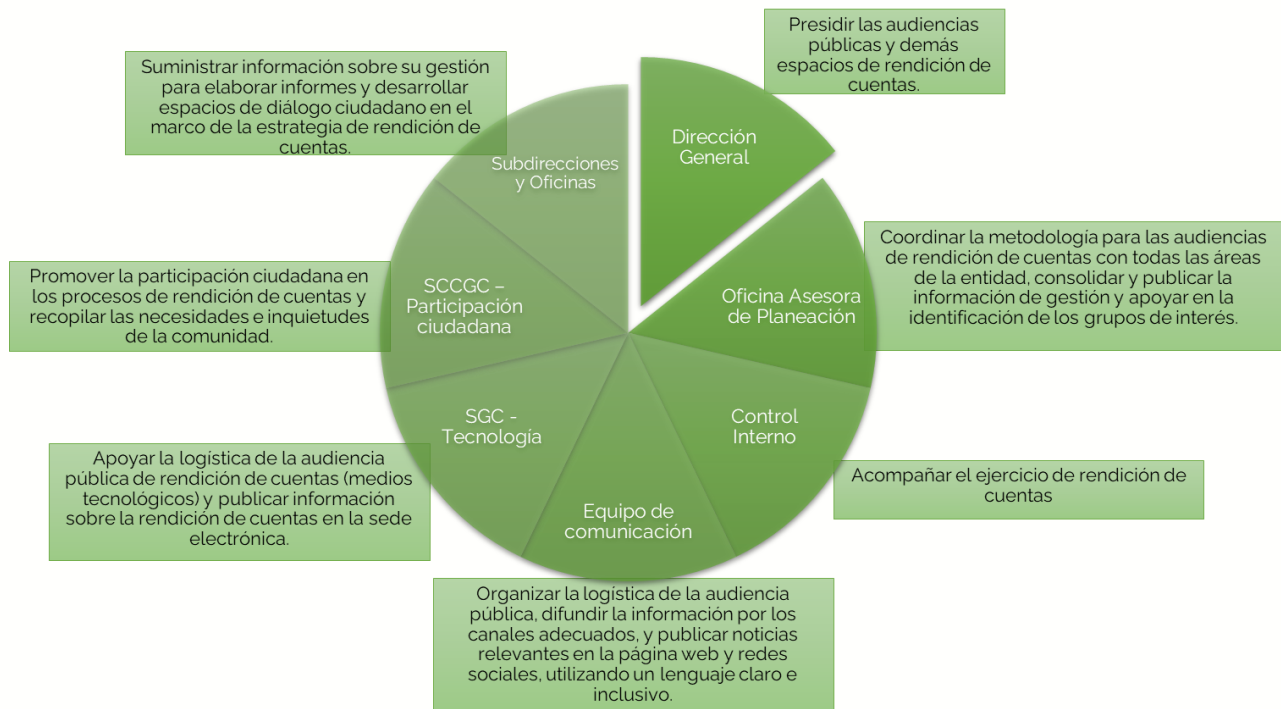 Presidir las audiencias
públicas y demás
espacios de rendición de
cuentas.
Suministrar información sobre su gestión
para elaborar informes y desarrollar
espacios de diálogo ciudadano en el
marco de la estrategia de rendición de
cuentas.
Dirección
General
Subdirecciones
y Oficinas
Coordinar la metodología para las audiencias
de rendición de cuentas con todas las áreas
de la entidad, consolidar y publicar la
información de gestión y apoyar en la
identificación de los grupos de interés.
Oficina Asesora
de Planeación
Promover la participación ciudadana en
los procesos de rendición de cuentas y
recopilar las necesidades e inquietudes
de la comunidad.
SCCGC –
Participación
ciudadana
SGC -
Tecnología
Control
Interno
Apoyar la logística de la audiencia
pública de rendición de cuentas (medios
tecnológicos) y publicar información
sobre la rendición de cuentas en la sede
electrónica.
Acompañar el ejercicio de rendición de
cuentas
Equipo de
comunicación
Organizar la logística de la audiencia
pública, difundir la información por los
canales adecuados, y publicar noticias
relevantes en la página web y redes
sociales, utilizando un lenguaje claro e
inclusivo.